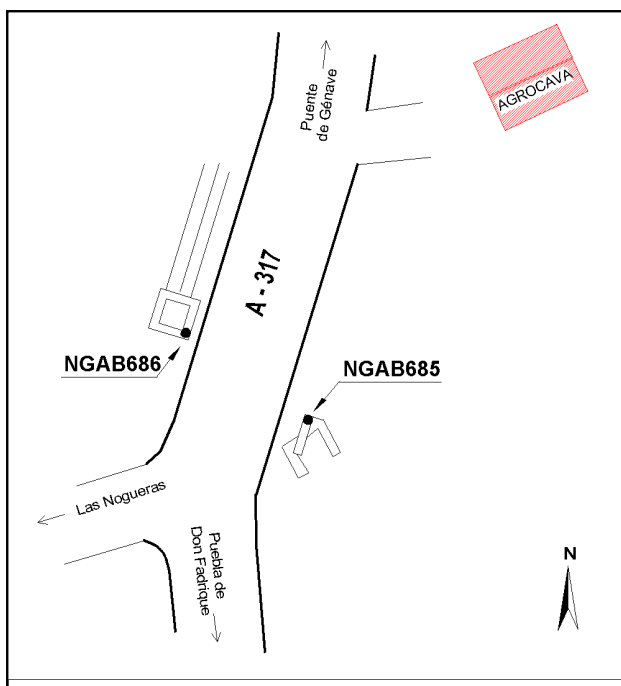 Puente
de Génave
AGROCAVA
A - 317
NGAB686
NGAB685
Las Nogueras
Puebla de
Don Fadrique
N